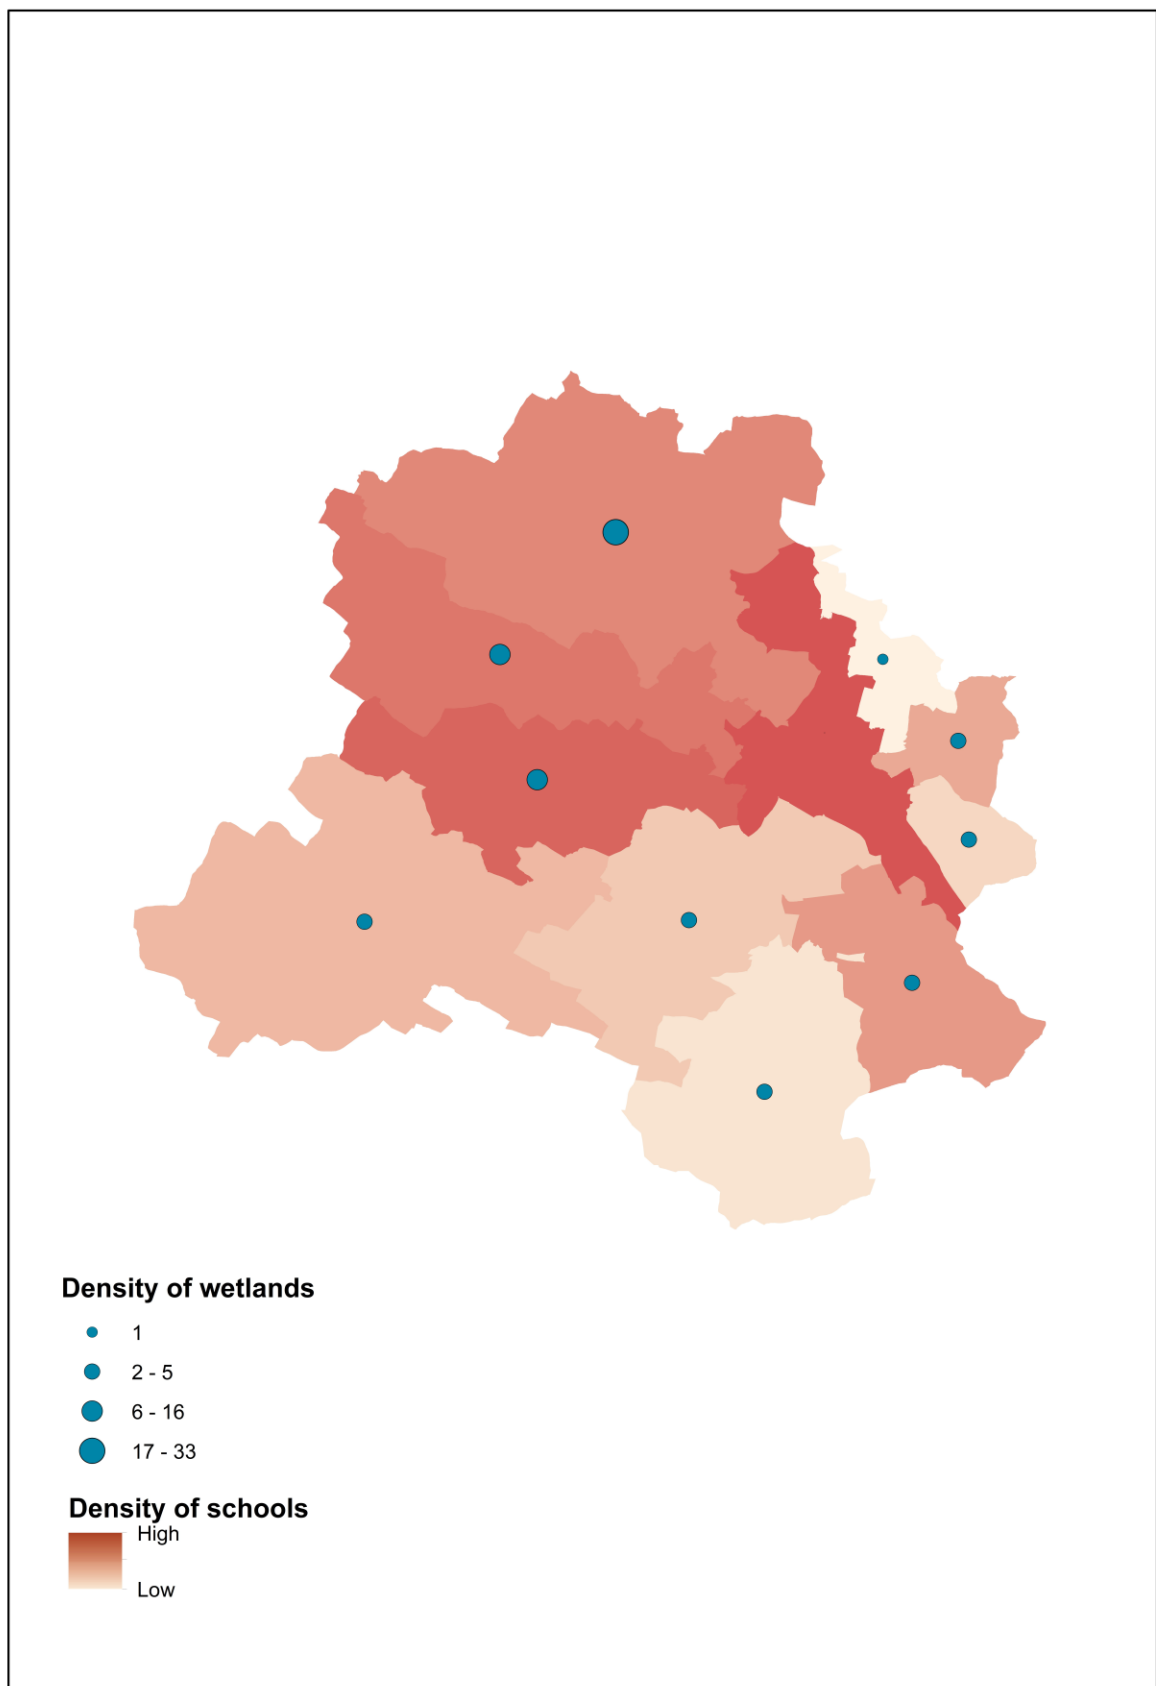 Density of wetlands
1
2 - 5
6 - 16
17 - 33
Density of schools
High
Low